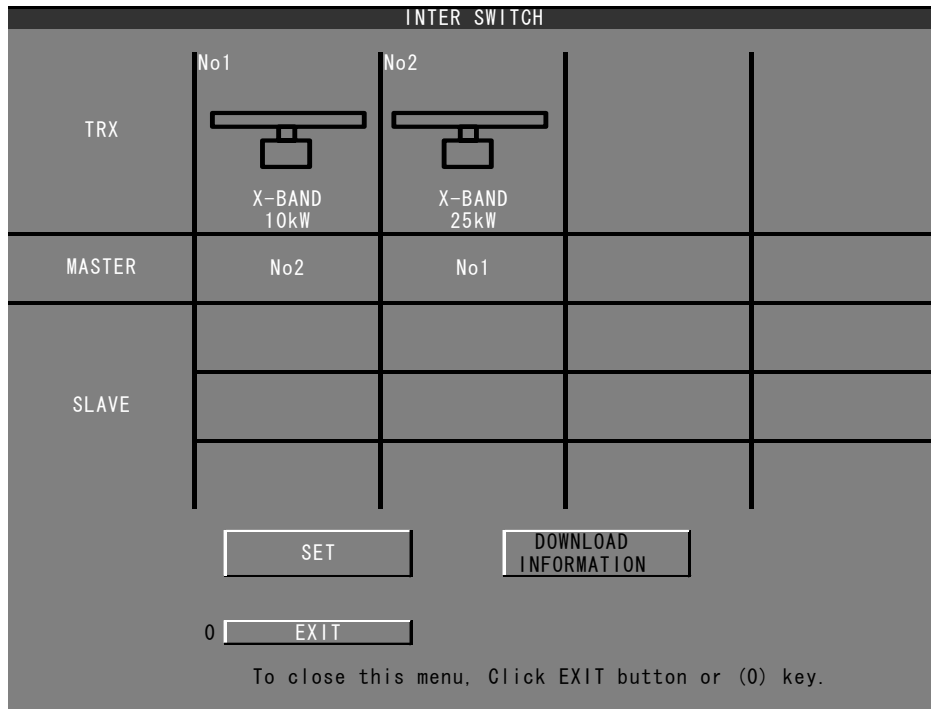 INTER SWITCH
No1 No2
TRX
X-BAND X-BAND
10kW 25kW
MASTER No2 No1
SLAVE
SET
DOWNLOAD
INFORMATION
0 EXIT
To close this menu, Click EXIT button or (0) key.